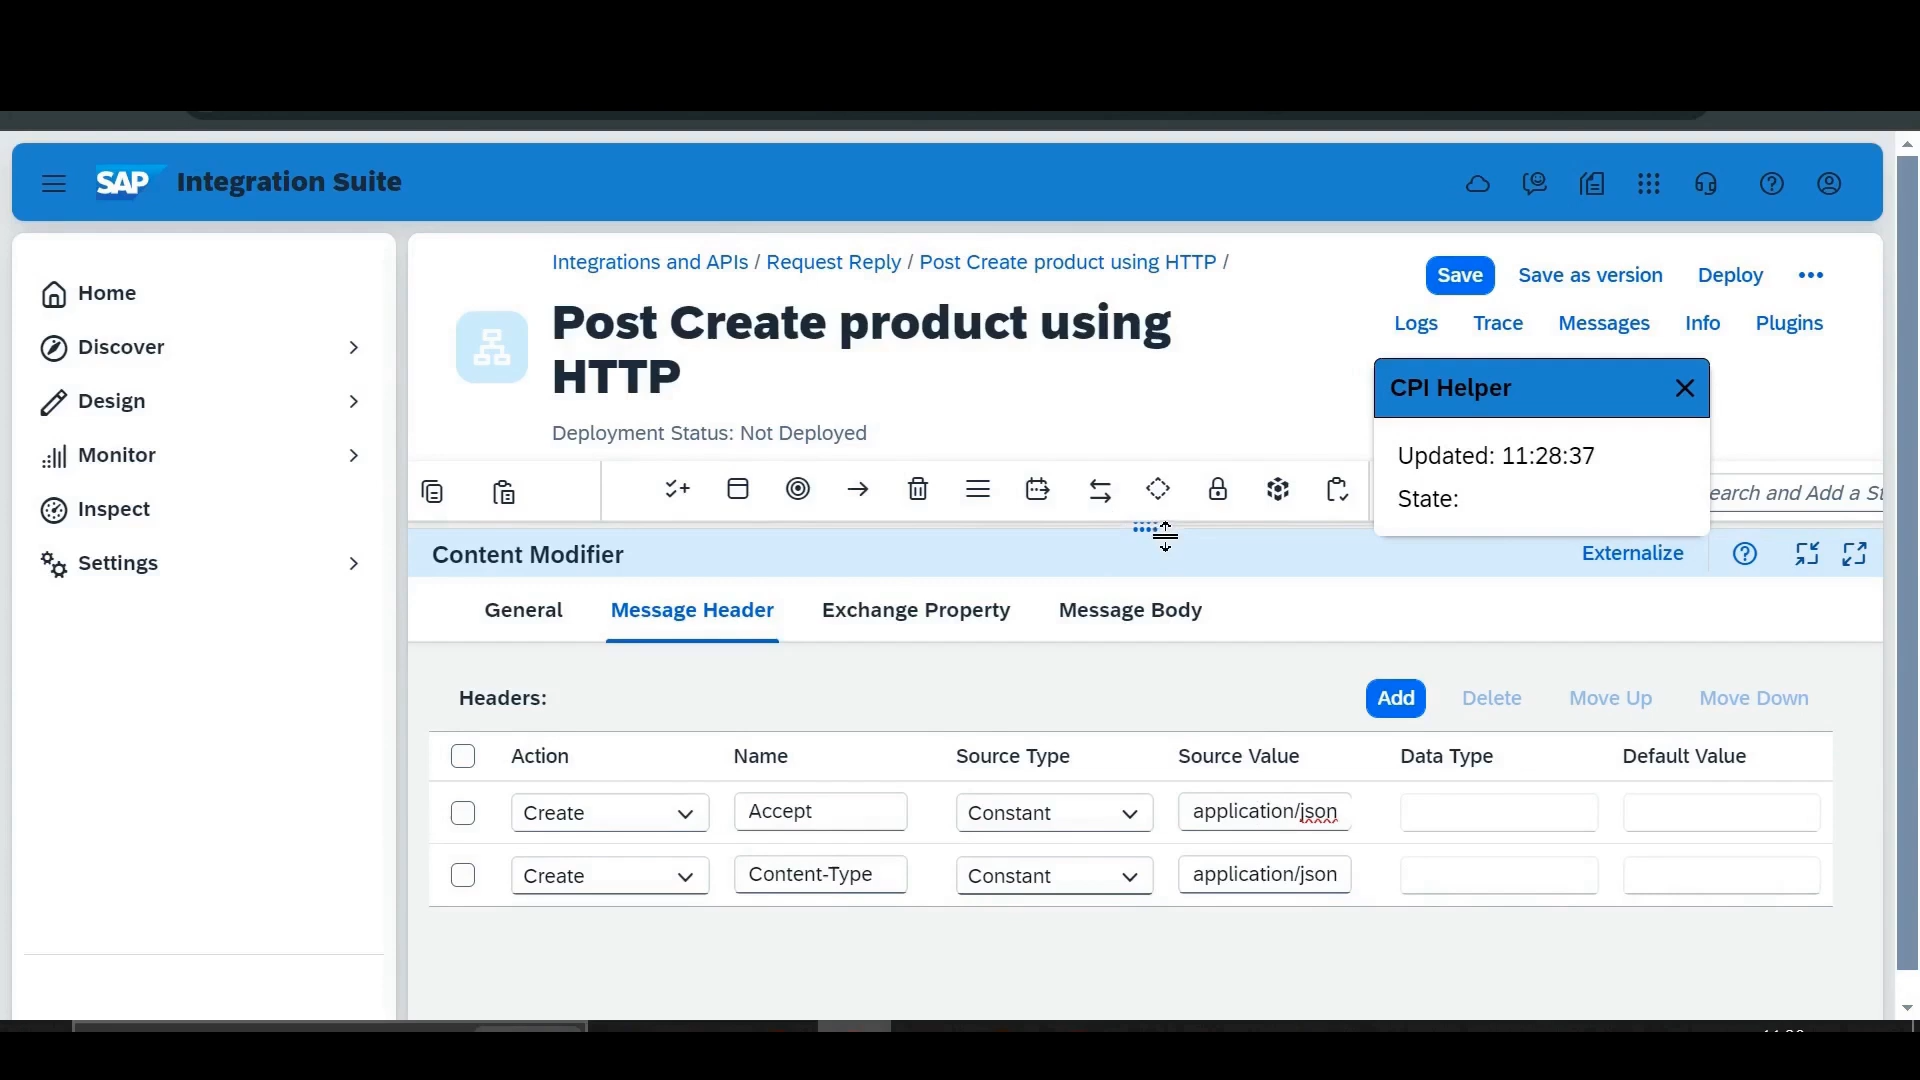 SAP Integration Suite
Home
Discover
Design
Monitor
Inspect
Settings
Integrations and APIs / Request Reply / Post Create product using HTTP /
Post Create product using
HTTP
Deployment Status: Not Deployed
Save Save as version Deploy
Logs Trace Messages Info Plugins
CPI Helper
Updated: 11:28:37
State:
Content Modifier
Externalize
General Message Header Exchange Property Message Body
Headers:
Add Delete Move Up Move Down
Action Name Source Type Source Value Data Type Default Value
Create Accept Constant application/json
Create Content-Type Constant application/json